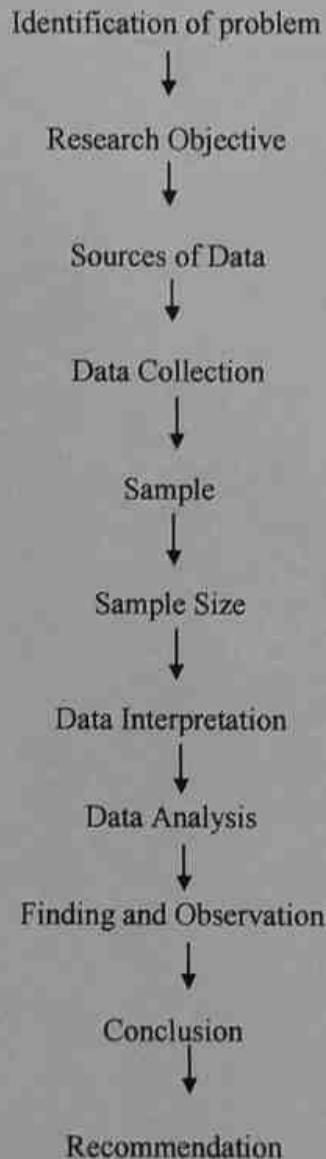 Identification of problem
Research Objective
Sources of Data
Data Collection
Sample
Sample Size
Data Interpretation
Data Analysis
Finding and Observation
Conclusion
Recommendation